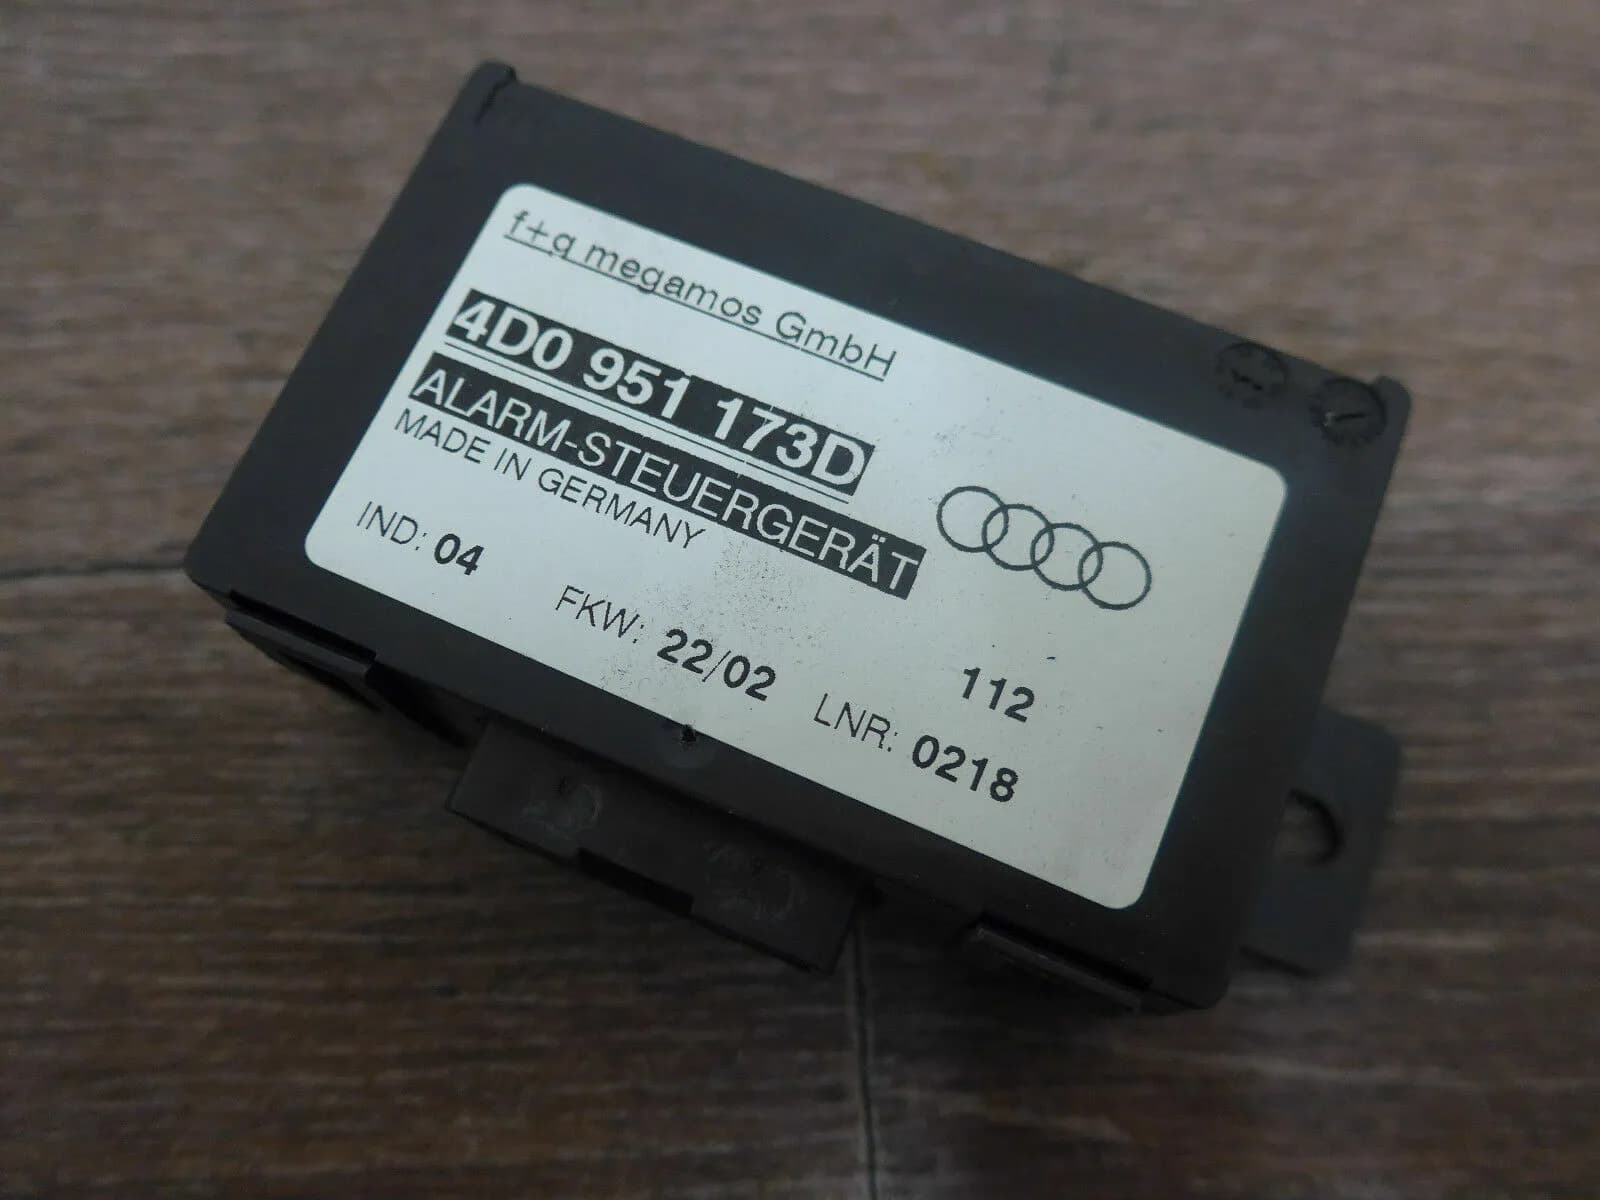 f+g megamos GmbH
4D0 951 173D
ALARM-STEUERGERÄT
MADE IN GERMANY
IND: 04
112
FKW: 22/02 LNR: 0218